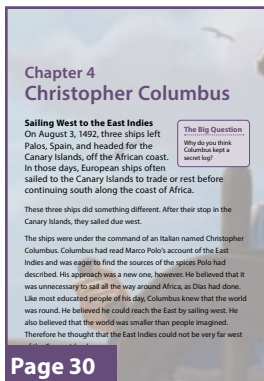 Chapter 4
Christopher Columbus
Sailing West to the East Indies
On August 3, 1492, three ships left
Palos, Spain, and headed for the
Canary Islands, off the African coast.
In those days, European ships often
sailed to the Canary Islands to trade or rest before
continuing south along the coast of Africa.
The Big Question
Why do you think
Columbus kept a
secret log?
These three ships did something different. After their stop in the
Canary Islands, they sailed due west.
The ships were under the command of an Italian named Christopher
Columbus. Columbus had read Marco Polo's account of the East
Indies and was eager to find the sources of the spices Polo had
described. His approach was a new one, however. He believed that it
was unnecessary to sail all the way around Africa, as Dias had done.
Like most educated people of his day, Columbus knew that the world
was round. He believed he could reach the East by sailing west. He
also believed that the world was smaller than people imagined.
Therefore he thought that the East Indies could not be very far west
Page 30